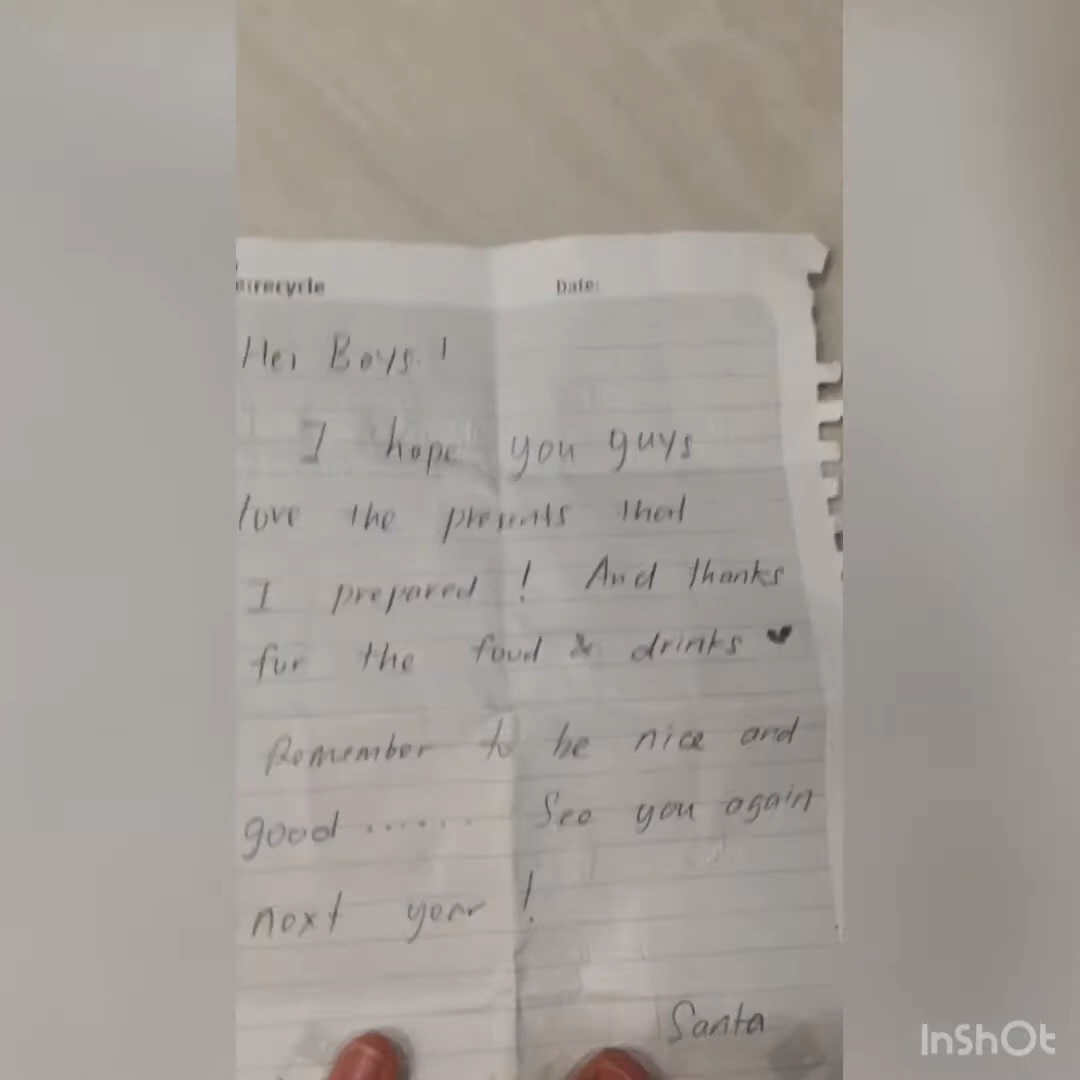 recycle Date:
Hei Boys!
I hope you guys
love the presents that
I prepared! And thanks
for the food & drinks ♥
Remember to be nice and
good...... See you again
next year!
Santa
InShOt